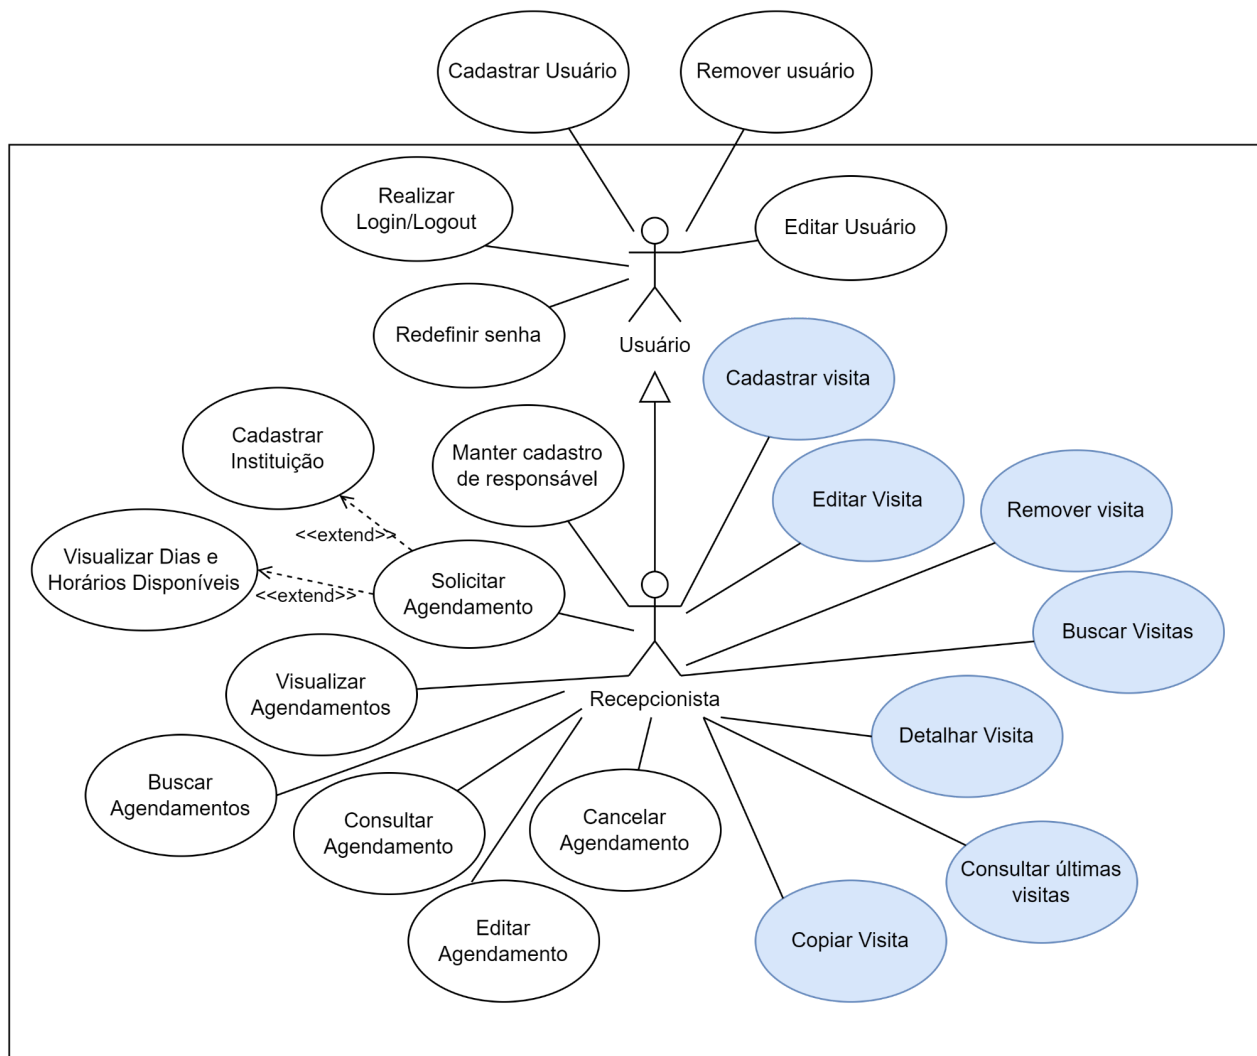 Cadastrar Usuário
Remover usuário
Realizar
Login/Logout
Editar Usuário
Redefinir senha
Usuário
Cadastrar visita
Cadastrar
Instituição
Manter cadastro
de responsável
Editar Visita
Remover visita
<<extend>>
Visualizar Dias e
Horários Disponíveis
<<extend>>
Solicitar
Agendamento
Buscar Visitas
Visualizar
Agendamentos
Recepcionista
Detalhar Visita
Buscar
Agendamentos
Consultar
Agendamento
Cancelar
Agendamento
Consultar últimas
visitas
Editar
Agendamento
Copiar Visita